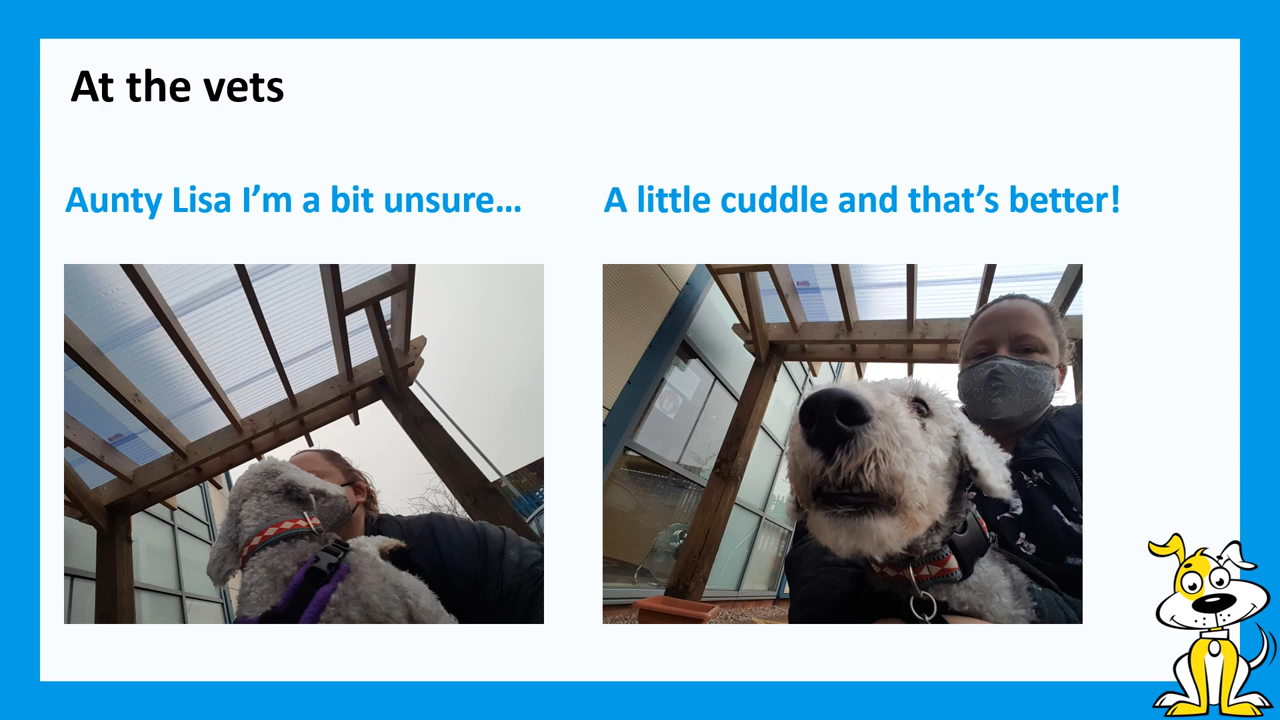 At the vets
Aunty Lisa I’m a bit unsure…
A little cuddle and that’s better!